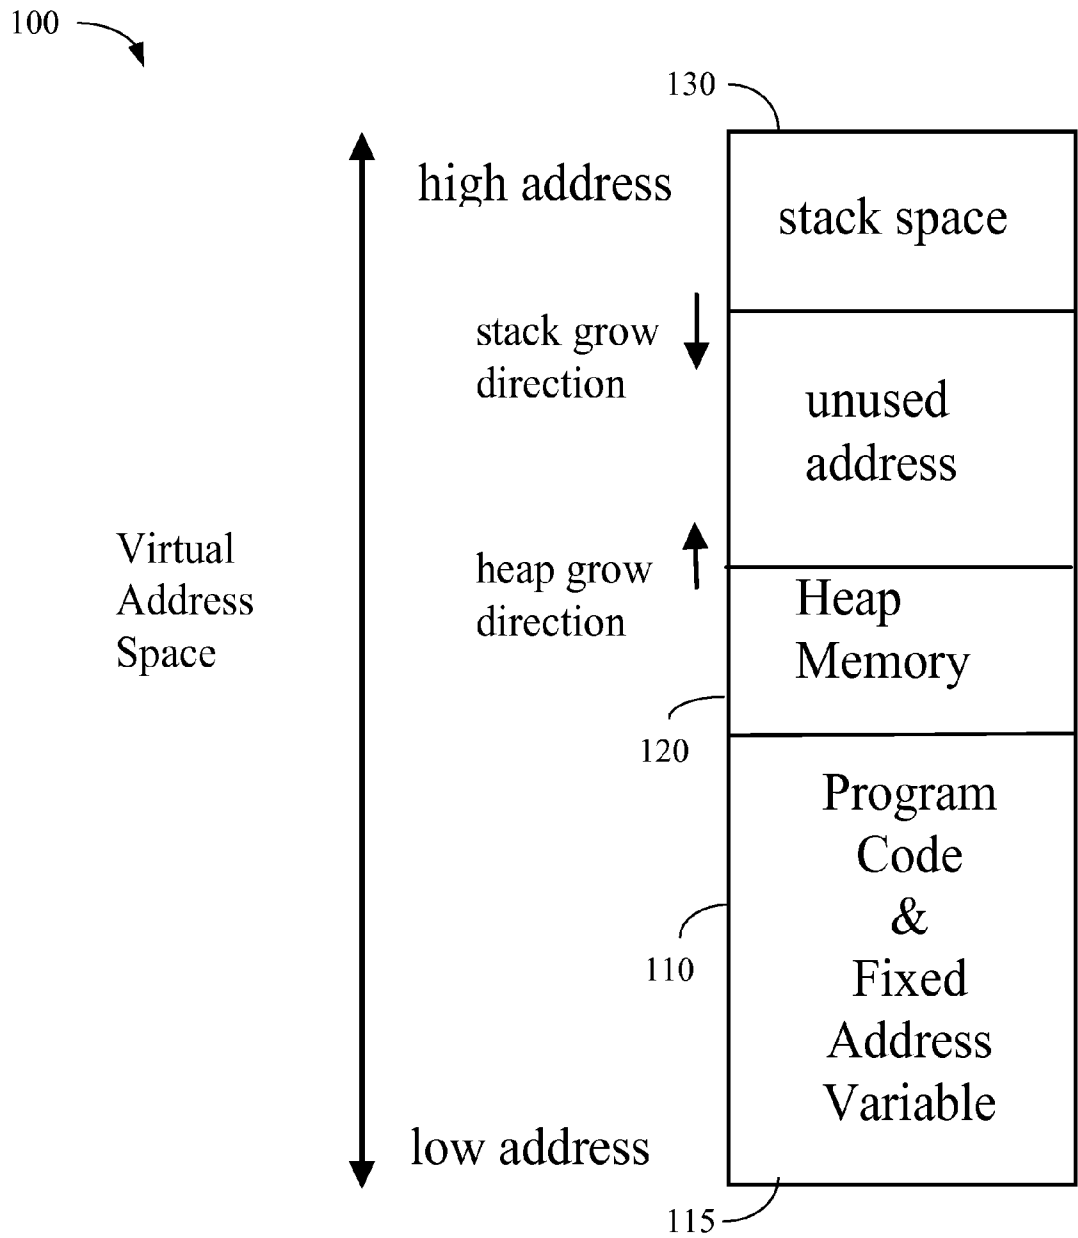 100
130
high address
stack space
stack grow
direction
unused
address
Virtual
Address
Space
heap grow
direction
Heap
Memory
120
Program
Code
&
Fixed
Address
Variable
110
low address
115